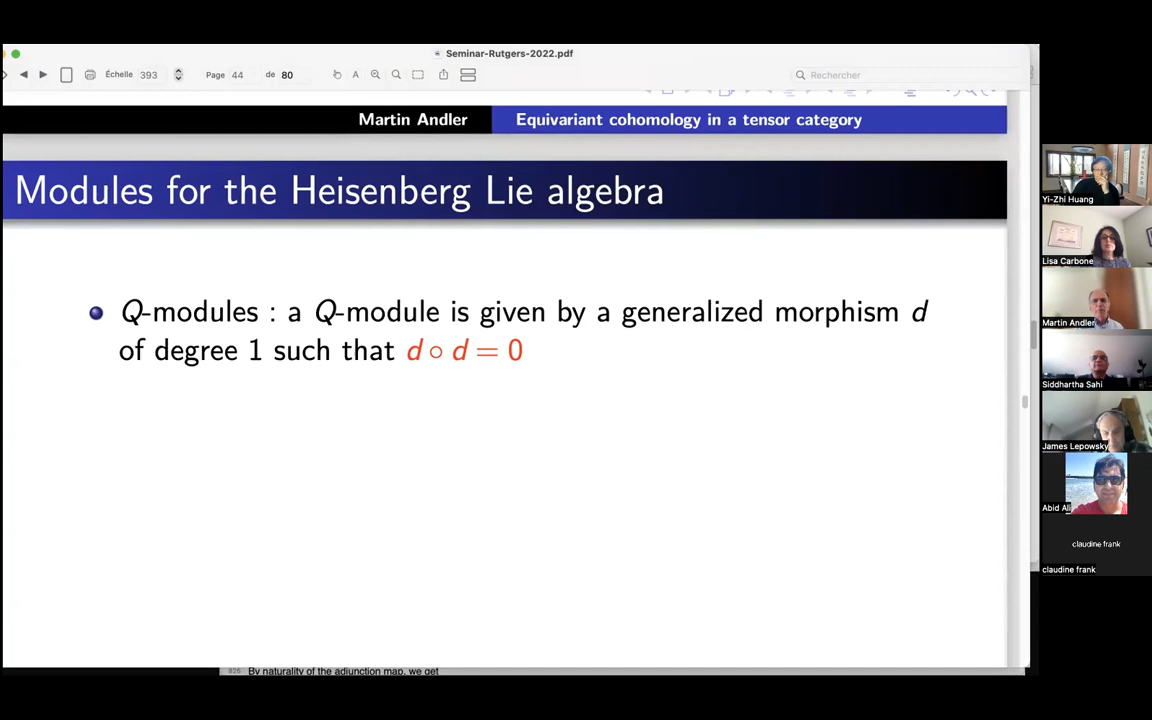 Seminar-Rutgers-2022.pdf
Échelle 393
Page 44 de 80
A
Rechercher
Martin Andler
Equivariant cohomology in a tensor category
Modules for the Heisenberg Lie algebra
Q-modules : a Q-module is given by a generalized morphism d
of degree 1 such that d ∘ d = 0
By naturality of the adjunction map, we get
Yi-Zhi Huang
Lisa Carbone
Martin Andler
Siddhartha Sahi
James Lepowsky
Abid Ali
claudine frank
claudine frank